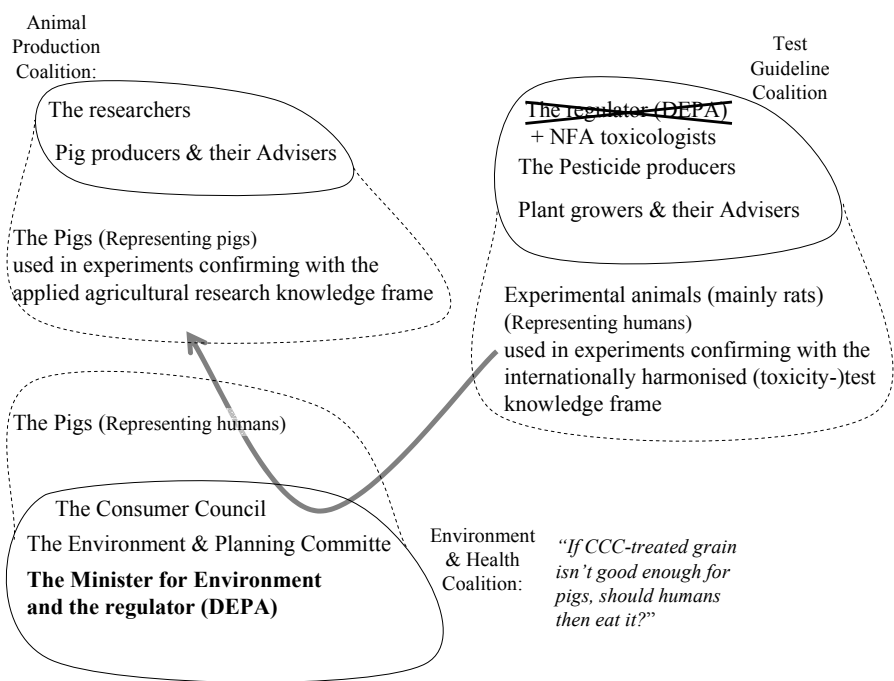 Animal
Production
Coalition:
The researchers
Pig producers & their Advisers
The Pigs (Representing pigs)
used in experiments confirming with the
applied agricultural research knowledge frame
Test
Guideline
Coalition
The regulator (DEPA)
+ NFA toxicologists
The Pesticide producers
Plant growers & their Advisers
Experimental animals (mainly rats)
(Representing humans)
used in experiments confirming with the
internationally harmonised (toxicity-)test
knowledge frame
The Pigs (Representing humans)
The Consumer Council
The Environment & Planning Committe
The Minister for Environment
and the regulator (DEPA)
Environment
& Health
Coalition:
“If CCC-treated grain
isn’t good enough for
pigs, should humans
then eat it?”